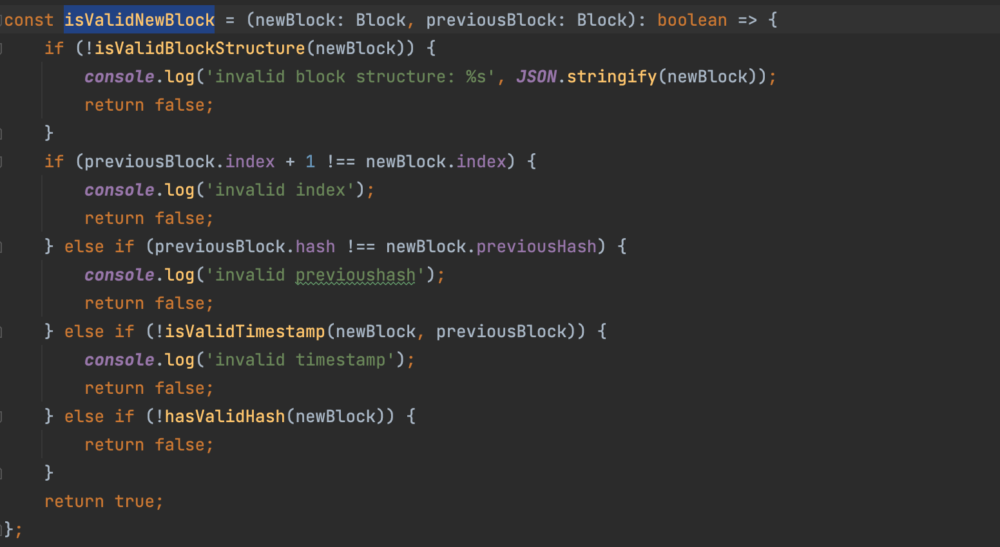 const isValidNewBlock = (newBlock: Block, previousBlock: Block): boolean => {
    if (!isValidBlockStructure(newBlock)) {
        console.log('invalid block structure: %s', JSON.stringify(newBlock));
        return false;
    }
    if (previousBlock.index + 1 !== newBlock.index) {
        console.log('invalid index');
        return false;
    } else if (previousBlock.hash !== newBlock.previousHash) {
        console.log('invalid previoushash');
        return false;
    } else if (!isValidTimestamp(newBlock, previousBlock)) {
        console.log('invalid timestamp');
        return false;
    } else if (!hasValidHash(newBlock)) {
        return false;
    }
    return true;
};